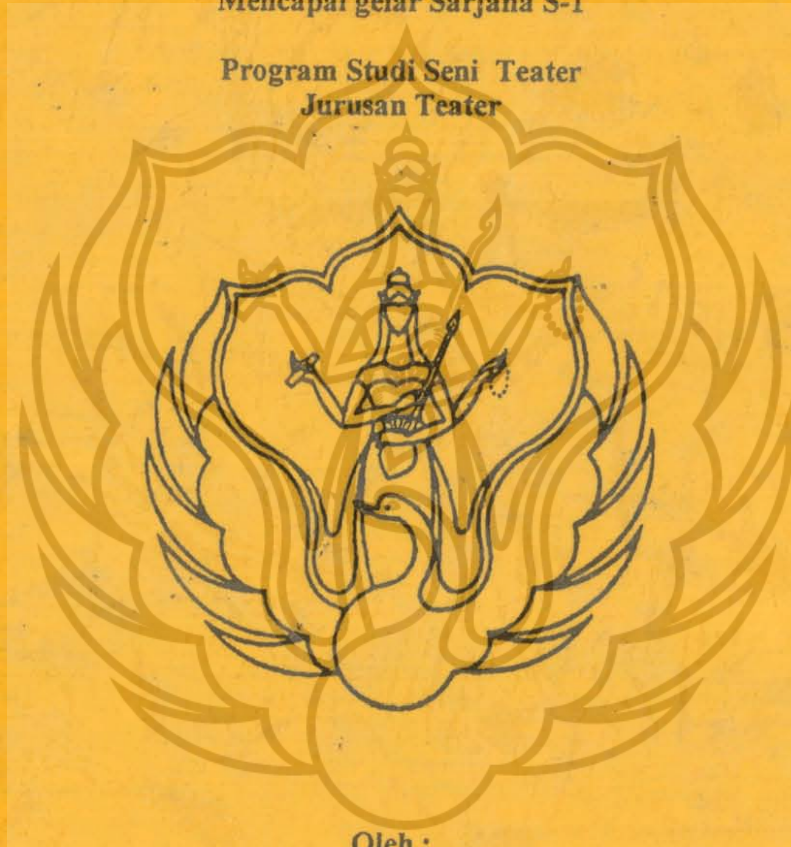 Mencapai gelar Sarjana S-1
Program Studi Seni Teater
Jurusan Teater
Oleh :